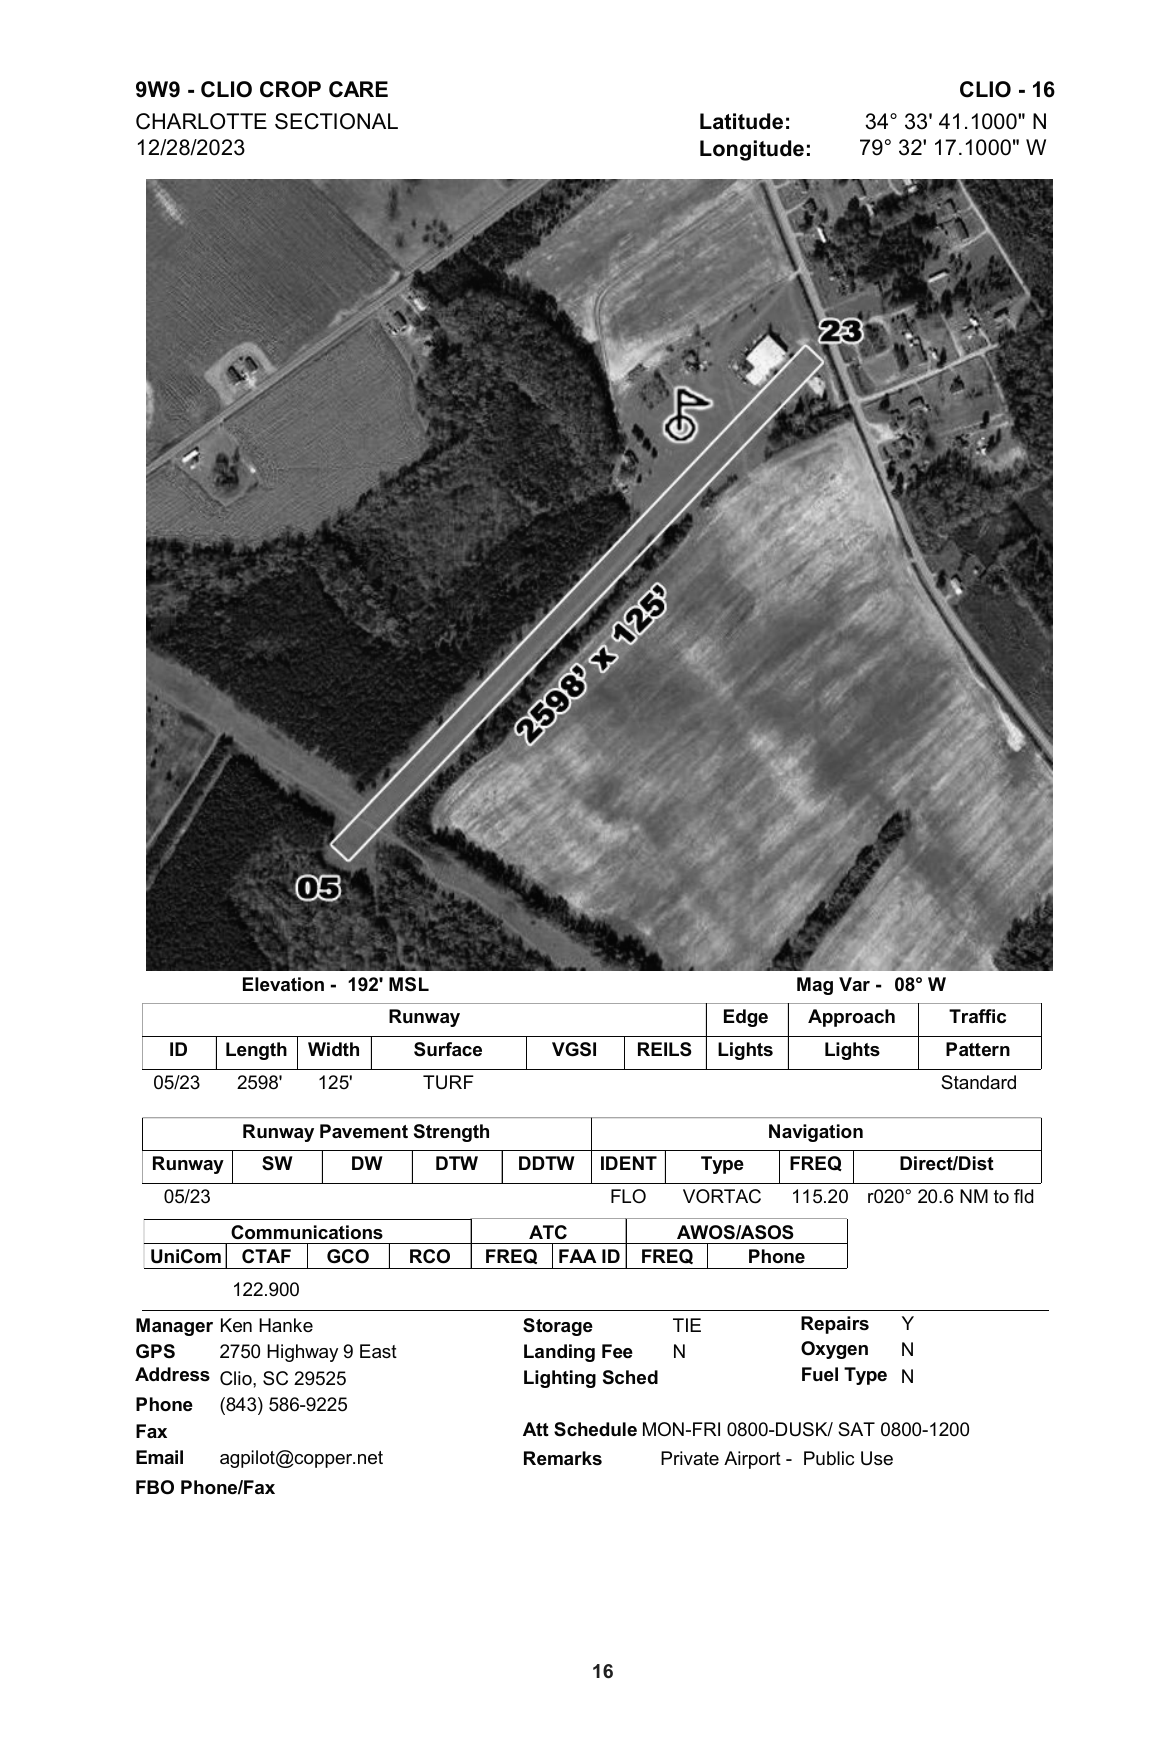 9W9 - CLIO CROP CARE CLIO - 16
CHARLOTTE SECTIONAL Latitude: 34° 33' 41.1000" N
12/28/2023 Longitude: 79° 32' 17.1000" W
23
2598’ x 125’
05
Elevation - 192' MSL Mag Var - 08° W
Runway Edge Approach Traffic
ID Length Width Surface VGSI REILS Lights Lights Pattern
05/23 2598' 125' TURF Standard
Runway Pavement Strength Navigation
Runway SW DW DTW DDTW IDENT Type FREQ Direct/Dist
05/23 FLO VORTAC 115.20 r020° 20.6 NM to fld
Communications ATC AWOS/ASOS
UniCom CTAF GCO RCO FREQ FAA ID FREQ Phone
122.900
Manager Ken Hanke Storage TIE Repairs Y
GPS 2750 Highway 9 East Landing Fee N Oxygen N
Address Clio, SC 29525 Lighting Sched Fuel Type N
Phone (843) 586-9225
Fax Att Schedule MON-FRI 0800-DUSK/ SAT 0800-1200
Email agpilot@copper.net Remarks Private Airport - Public Use
FBO Phone/Fax
16